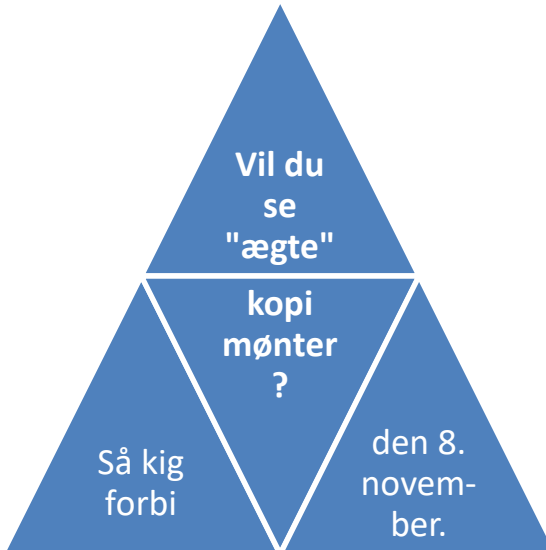 Vil du
se
"ægte"
kopi
mønter
?
Så kig
forbi
den 8.
novem-
ber.